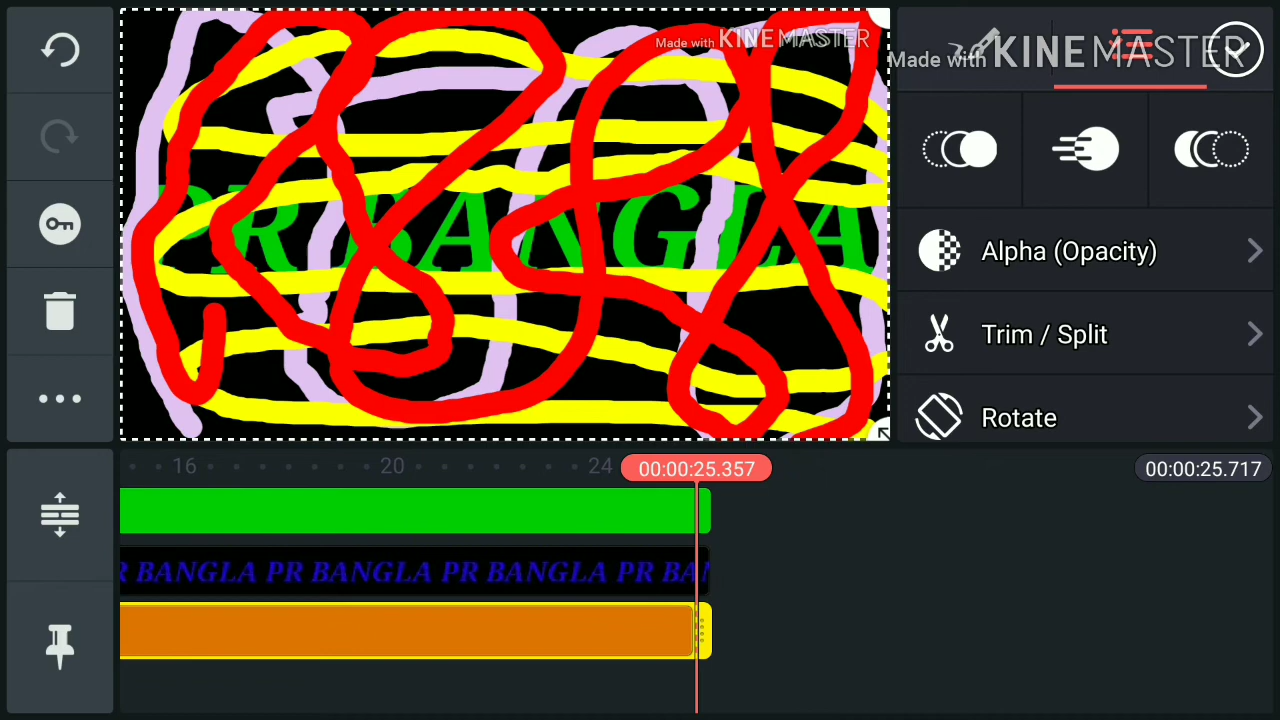 Made with KINEMASTER
Made with KINEMASTER
PR BANGLA
Alpha (Opacity)
Trim / Split
Rotate
16 20 24 00:00:25.357 00:00:25.717
R BANGLA PR BANGLA PR BANGLA PR BAN